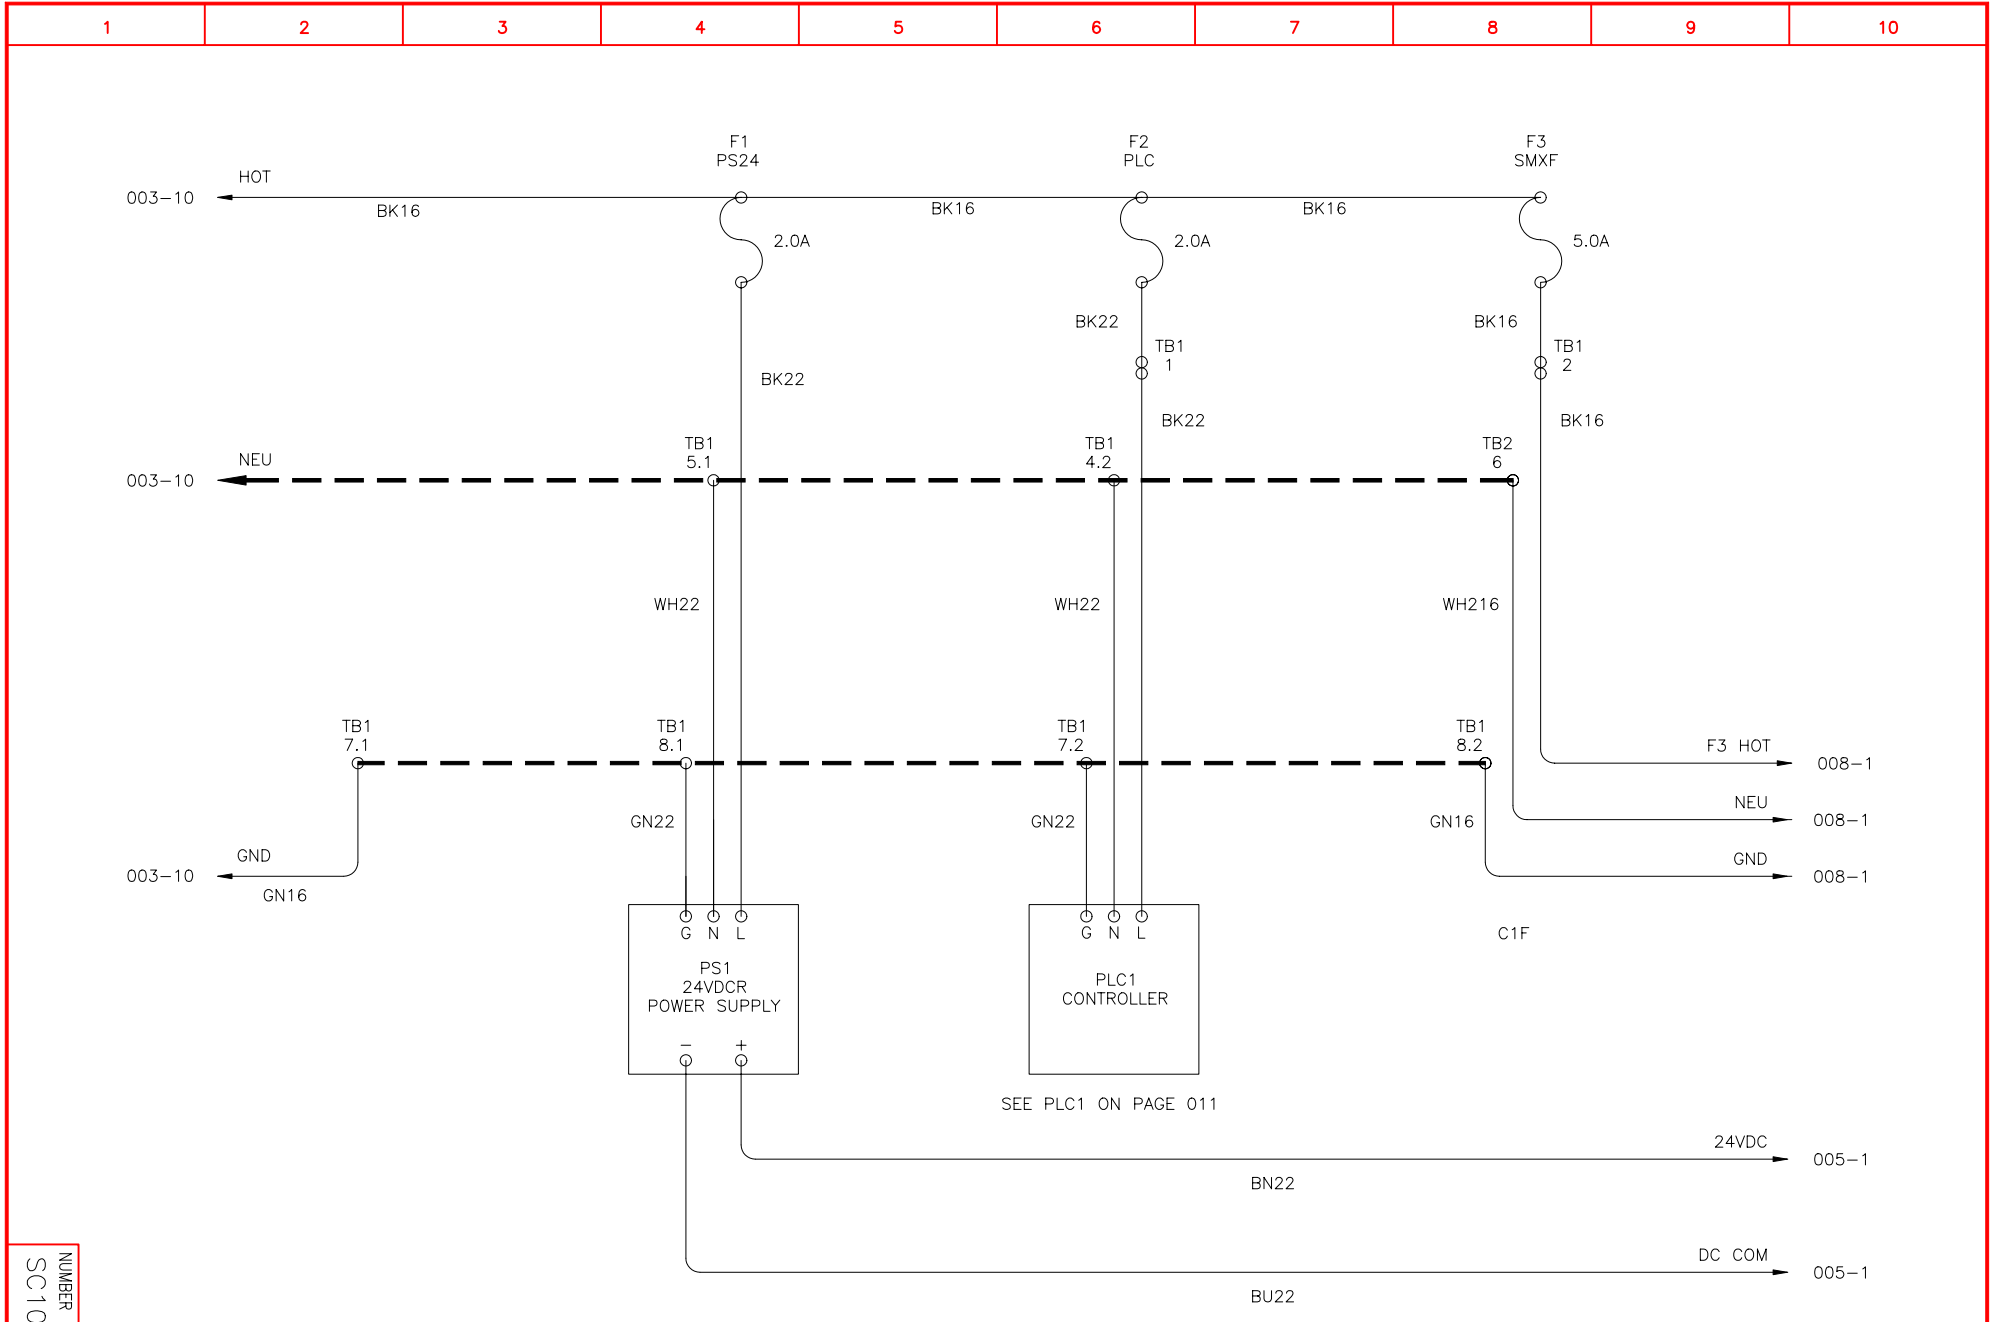 1 2 3 4 5 6 7 8 9 10
F1
PS24
F2
PLC
F3
SMXF
HOT
003-10
BK16
BK16
BK16
2.0A
2.0A
5.0A
BK22
BK16
TB1
1
TB1
2
BK22
BK22
BK16
NEU
003-10
TB1
5.1
TB1
4.2
TB2
6
WH22
WH22
WH216
TB1
7.1
TB1
8.1
TB1
7.2
TB1
8.2
F3 HOT
008-1
NEU
008-1
GN22
GN22
GN16
GND
003-10
GN16
GND
008-1
G N L
PS1
24VDCR
POWER SUPPLY
- +
G N L
PLC1
CONTROLLER
C1F
SEE PLC1 ON PAGE 011
24VDC
005-1
BN22
DC COM
005-1
BU22
NUMBER
SC10